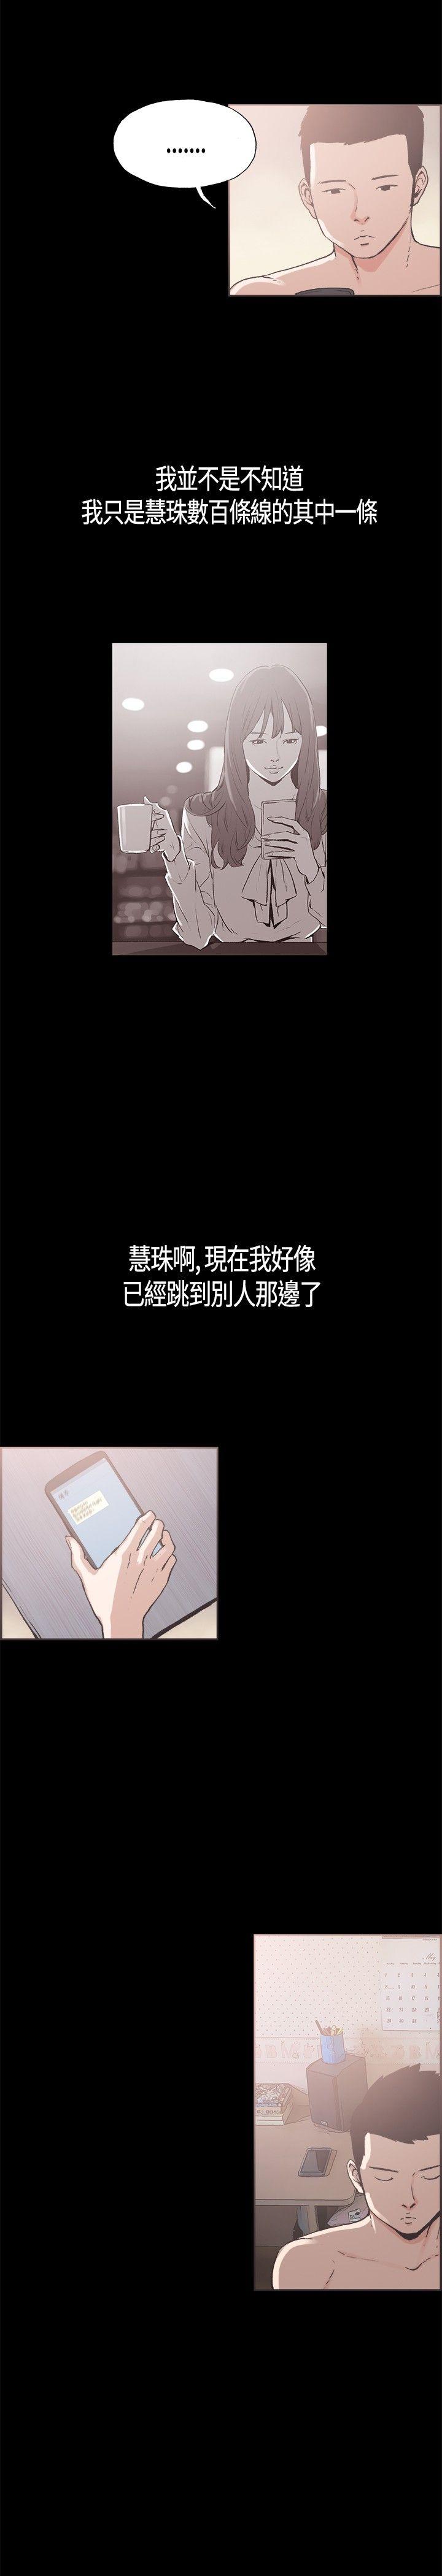 .......
我並不是不知道
我只是慧珠數百條線的其中一條
慧珠啊, 現在我好像
已經跳到別人那邊了
May